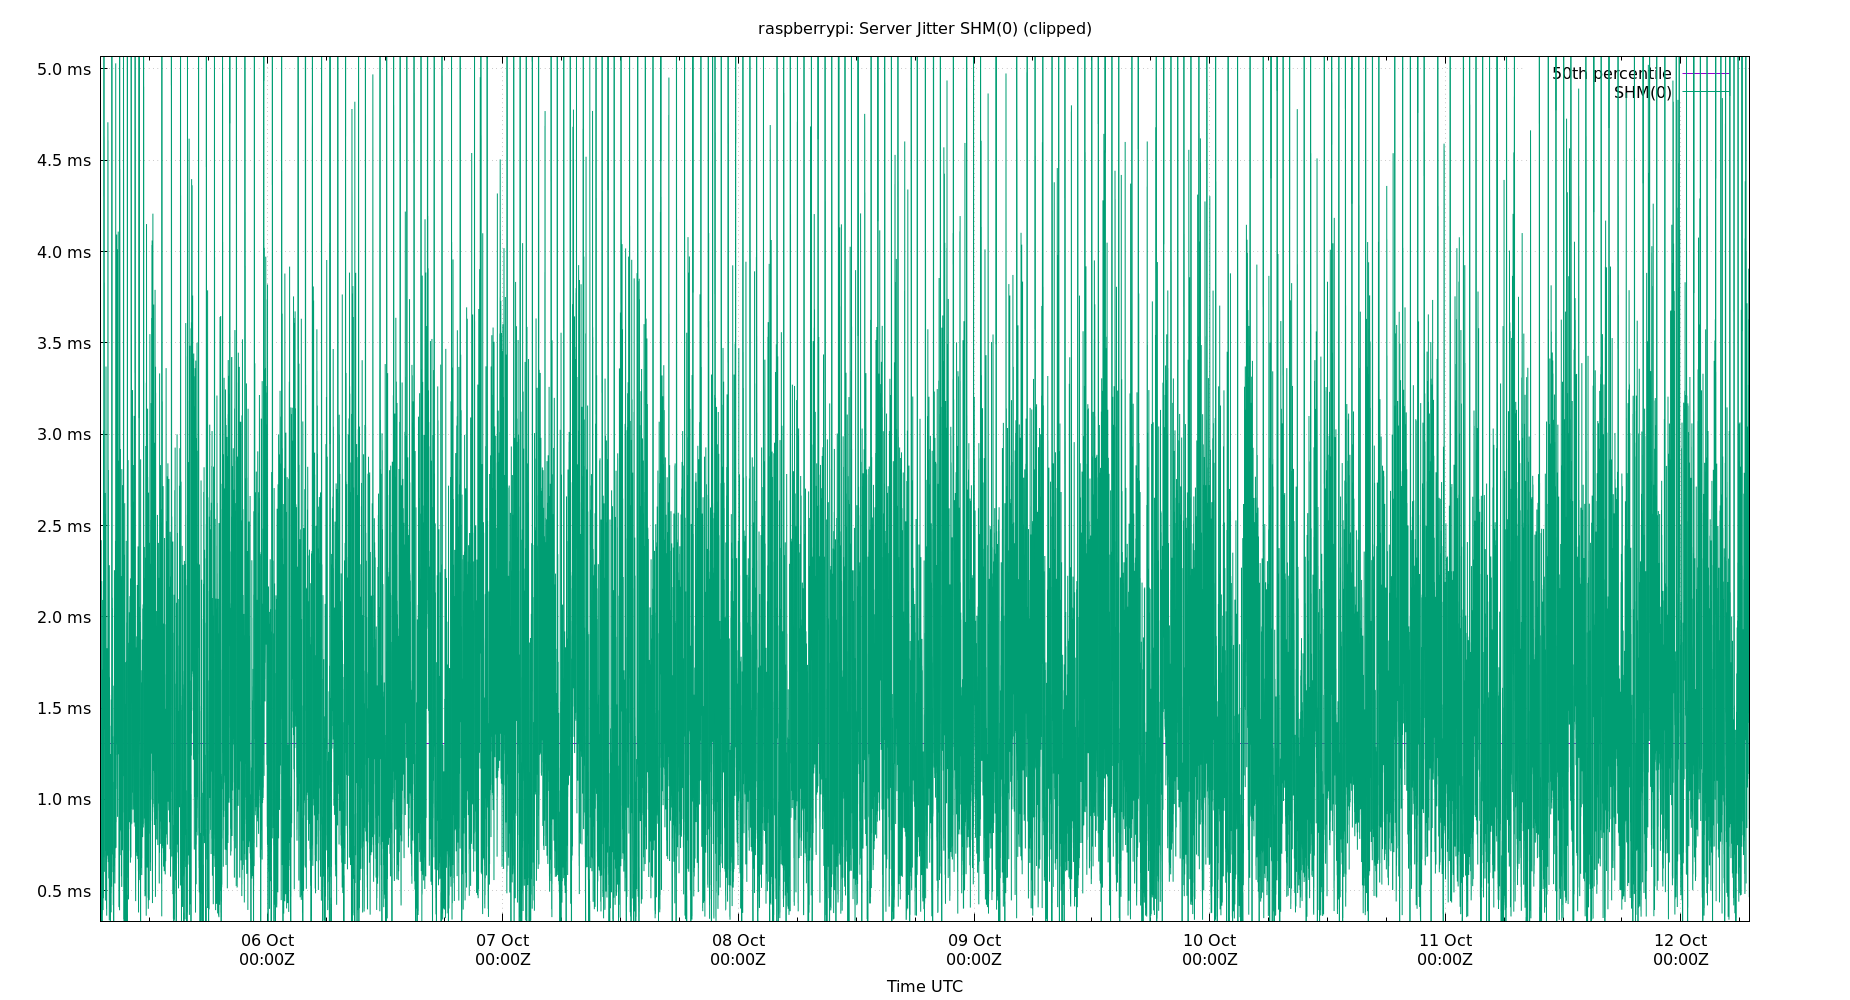 raspberrypi: Server Jitter SHM(0) (clipped)
5.0 ms
4.5 ms
4.0 ms
3.5 ms
3.0 ms
2.5 ms
2.0 ms
1.5 ms
1.0 ms
0.5 ms
50th percentile
SHM(0)
06 Oct
00:00Z
07 Oct
00:00Z
08 Oct
00:00Z
09 Oct
00:00Z
10 Oct
00:00Z
11 Oct
00:00Z
12 Oct
00:00Z
Time UTC